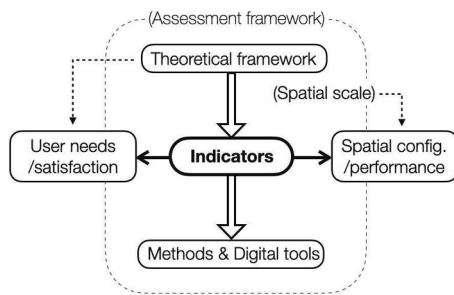 (Assessment framework)
Theoretical framework
(Spatial scale)
User needs
/satisfaction
Indicators
Spatial config.
/performance
Methods & Digital tools